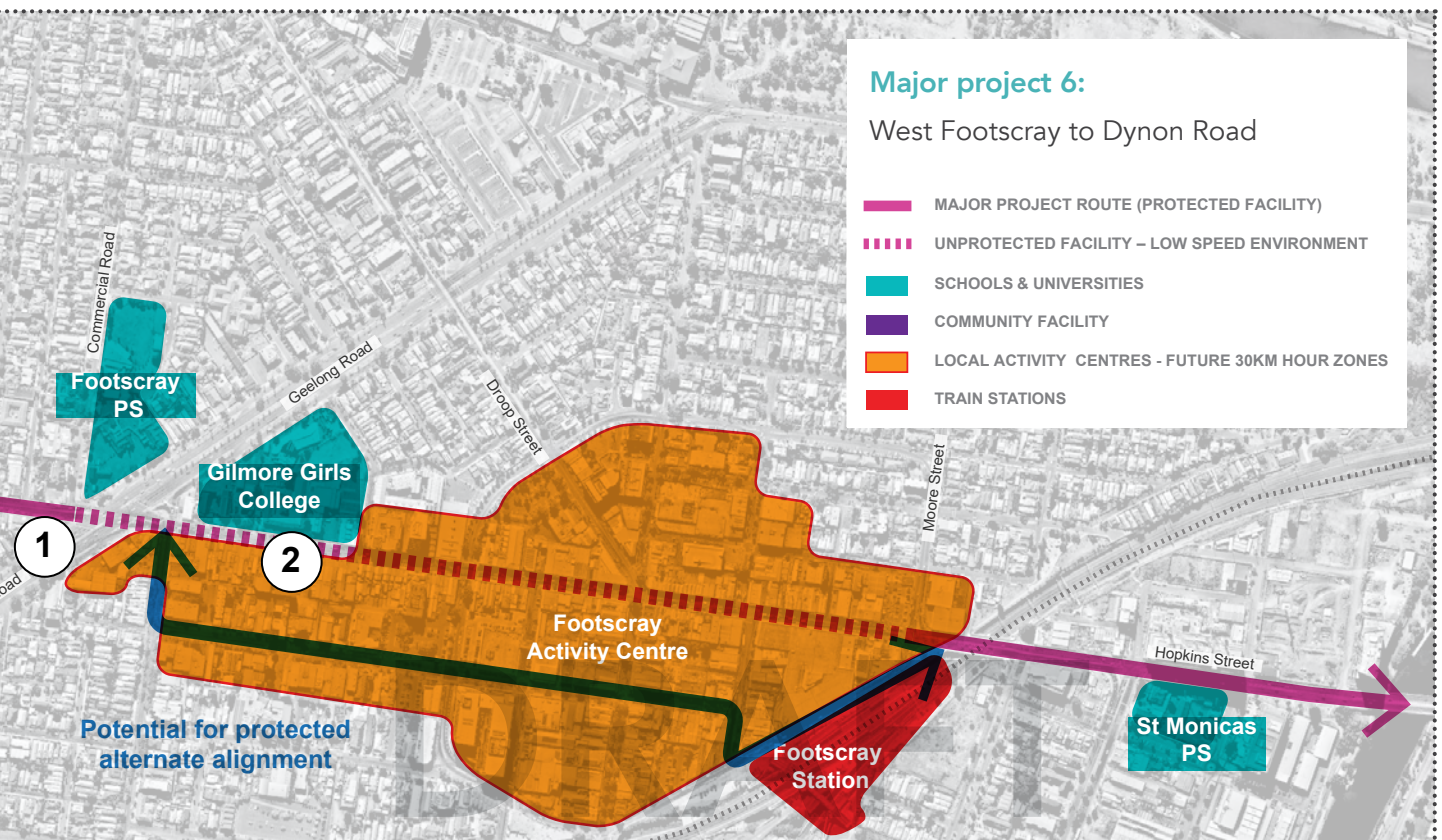 Major project 6:
West Footscray to Dynon Road
MAJOR PROJECT ROUTE (PROTECTED FACILITY)
UNPROTECTED FACILITY – LOW SPEED ENVIRONMENT
SCHOOLS & UNIVERSITIES
COMMUNITY FACILITY
LOCAL ACTIVITY CENTRES - FUTURE 30KM HOUR ZONES
TRAIN STATIONS
Commercial Road
Footscray
PS
Geelong Road
Droop Street
Gilmore Girls
College
Moore Street
1
2
oad
Footscray
Activity Centre
Hopkins Street
Potential for protected
alternate alignment
Footscray
Station
St Monicas
PS
DRAFT